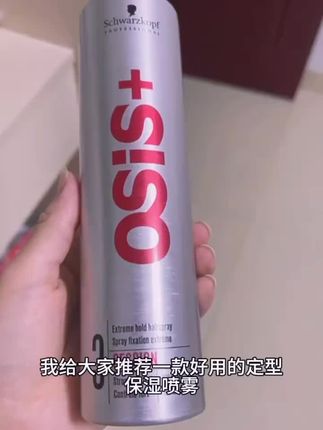 Schwarzkopf
PROFESSIONAL
OSiS+
Extreme hold hairspray
Spray fixation extrême
3
我给大家推荐一款好用的定型
保湿喷雾